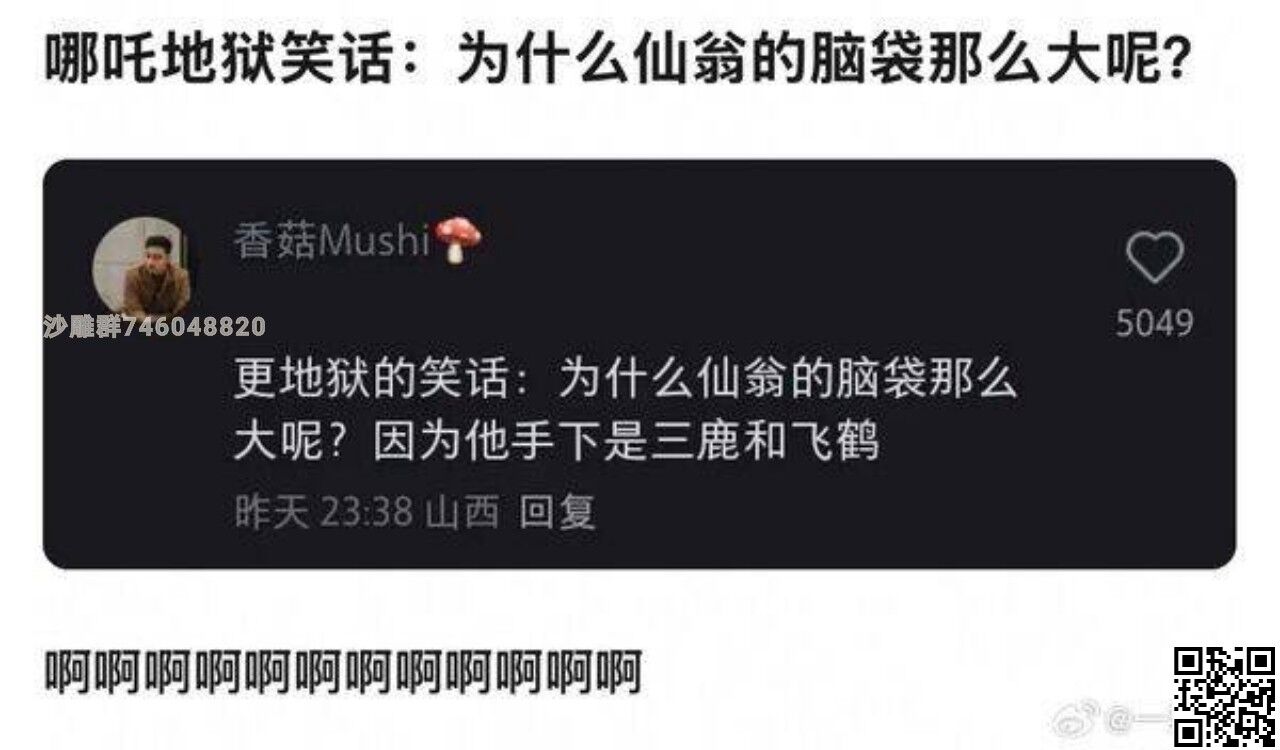 哪吒地狱笑话：为什么仙翁的脑袋那么大呢？
香菇Mushi
5049
沙雕群746048820
更地狱的笑话：为什么仙翁的脑袋那么
大呢？因为他手下是三鹿和飞鹤
昨天 23:38 山西 回复
啊啊啊啊啊啊啊啊啊啊啊啊
@一